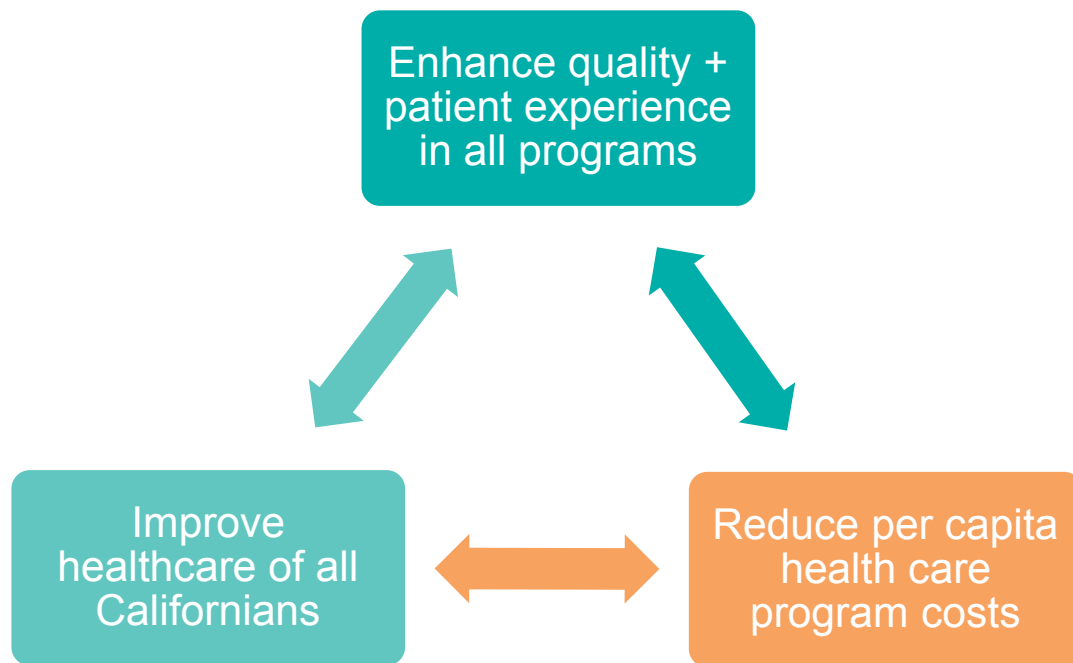 Enhance quality +
patient experience
in all programs
Improve
healthcare of all
Californians
Reduce per capita
health care
program costs